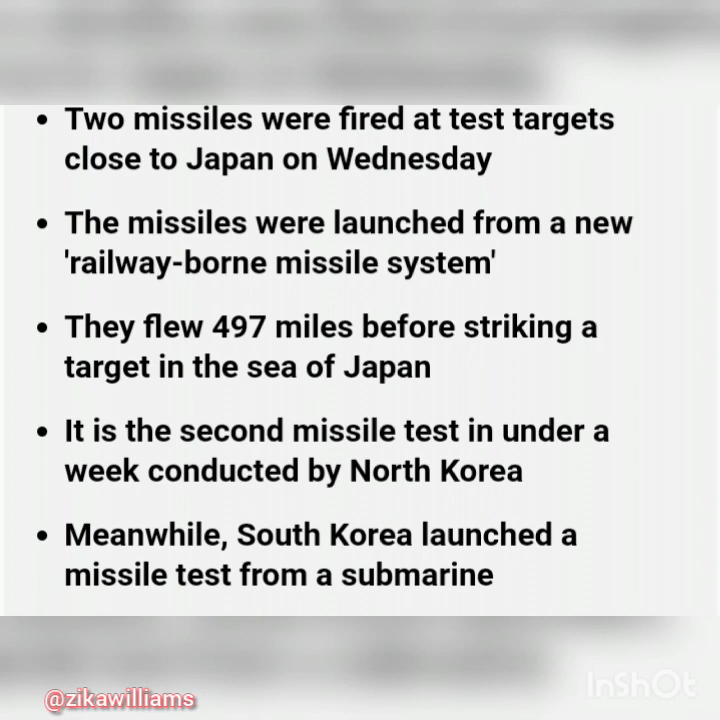 • Two missiles were fired at test targets
close to Japan on Wednesday
• The missiles were launched from a new
'railway-borne missile system'
• They flew 497 miles before striking a
target in the sea of Japan
• It is the second missile test in under a
week conducted by North Korea
• Meanwhile, South Korea launched a
missile test from a submarine
InShOt
@zikawilliams